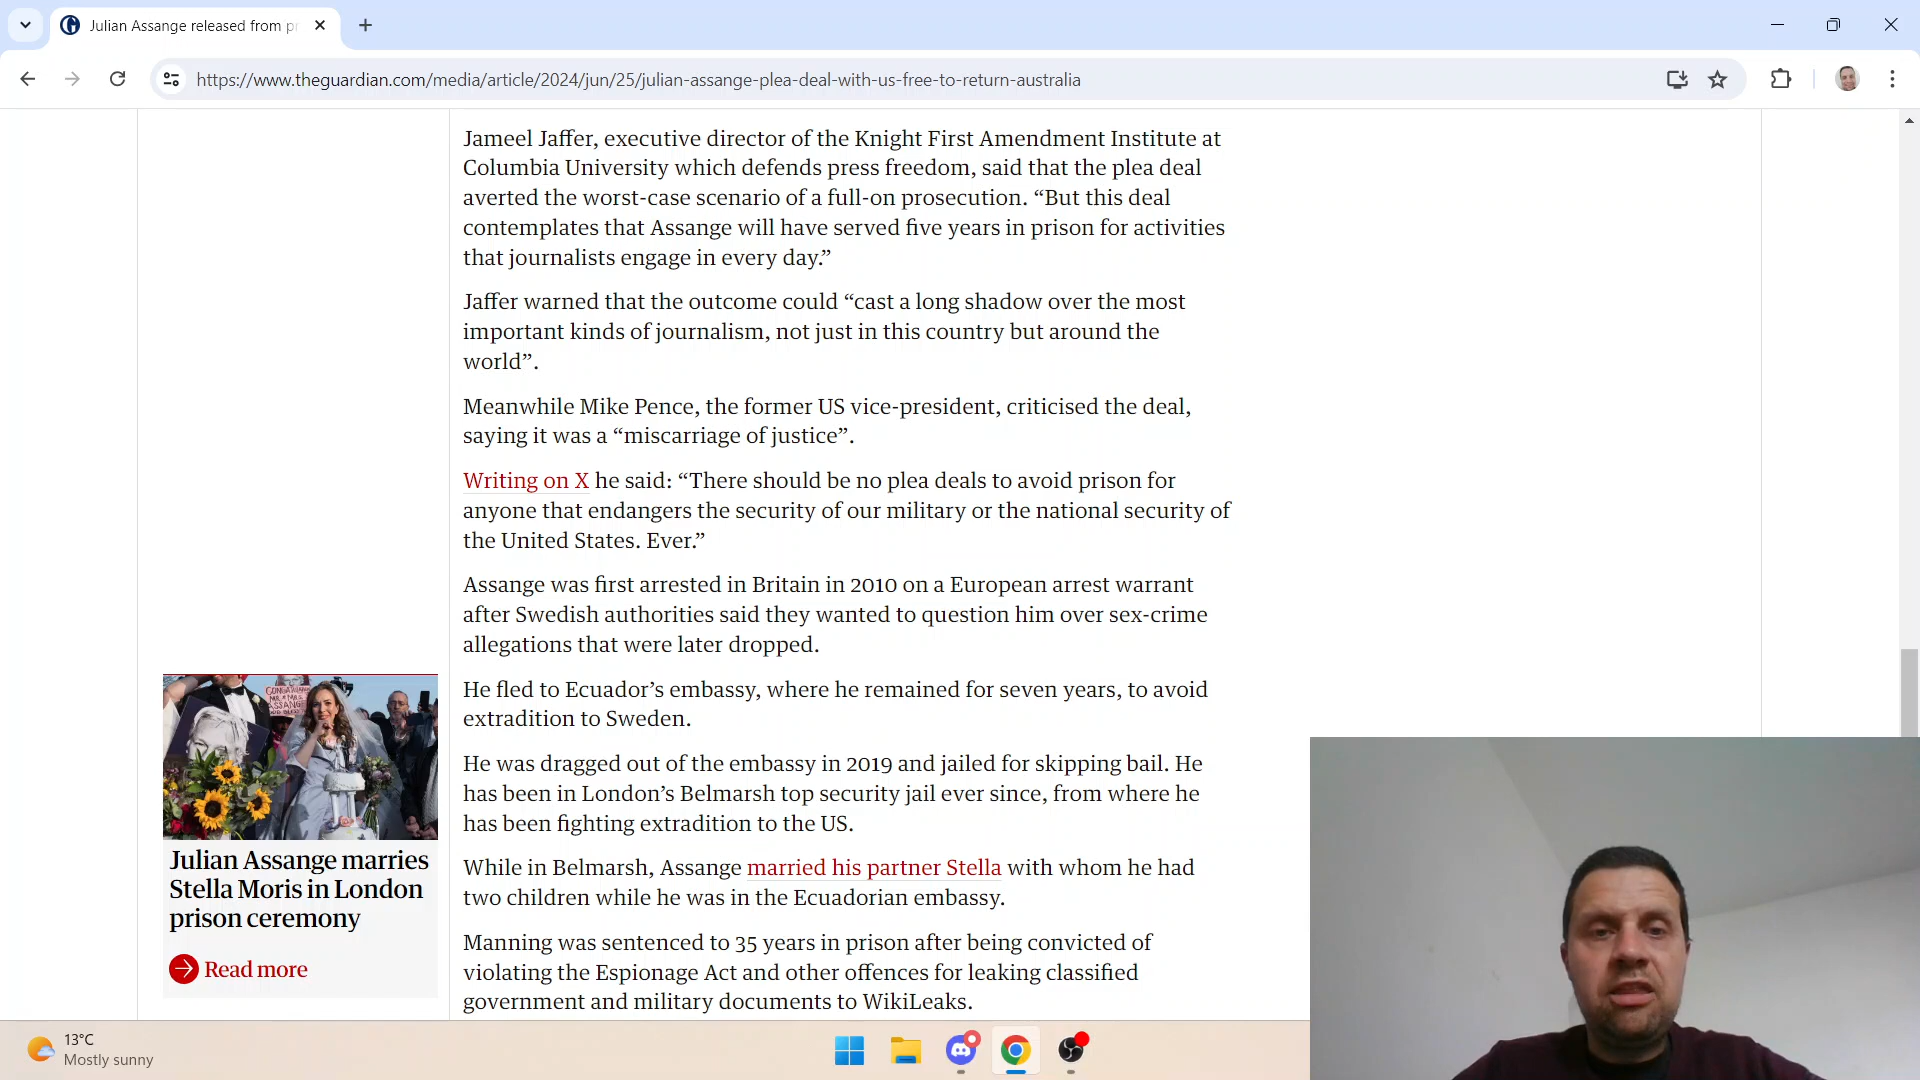 Julian Assange released from pr
https://www.theguardian.com/media/article/2024/jun/25/julian-assange-plea-deal-with-us-free-to-return-australia
Jameel Jaffer, executive director of the Knight First Amendment Institute at
Columbia University which defends press freedom, said that the plea deal
averted the worst-case scenario of a full-on prosecution. “But this deal
contemplates that Assange will have served five years in prison for activities
that journalists engage in every day.”
Jaffer warned that the outcome could “cast a long shadow over the most
important kinds of journalism, not just in this country but around the
world”.
Meanwhile Mike Pence, the former US vice-president, criticised the deal,
saying it was a “miscarriage of justice”.
Writing on X he said: “There should be no plea deals to avoid prison for
anyone that endangers the security of our military or the national security of
the United States. Ever.”
Assange was first arrested in Britain in 2010 on a European arrest warrant
after Swedish authorities said they wanted to question him over sex-crime
allegations that were later dropped.
He fled to Ecuador’s embassy, where he remained for seven years, to avoid
extradition to Sweden.
He was dragged out of the embassy in 2019 and jailed for skipping bail. He
has been in London’s Belmarsh top security jail ever since, from where he
has been fighting extradition to the US.
While in Belmarsh, Assange married his partner Stella with whom he had
two children while he was in the Ecuadorian embassy.
Manning was sentenced to 35 years in prison after being convicted of
violating the Espionage Act and other offences for leaking classified
government and military documents to WikiLeaks.
Julian Assange marries
Stella Moris in London
prison ceremony
Read more
13°C
Mostly sunny